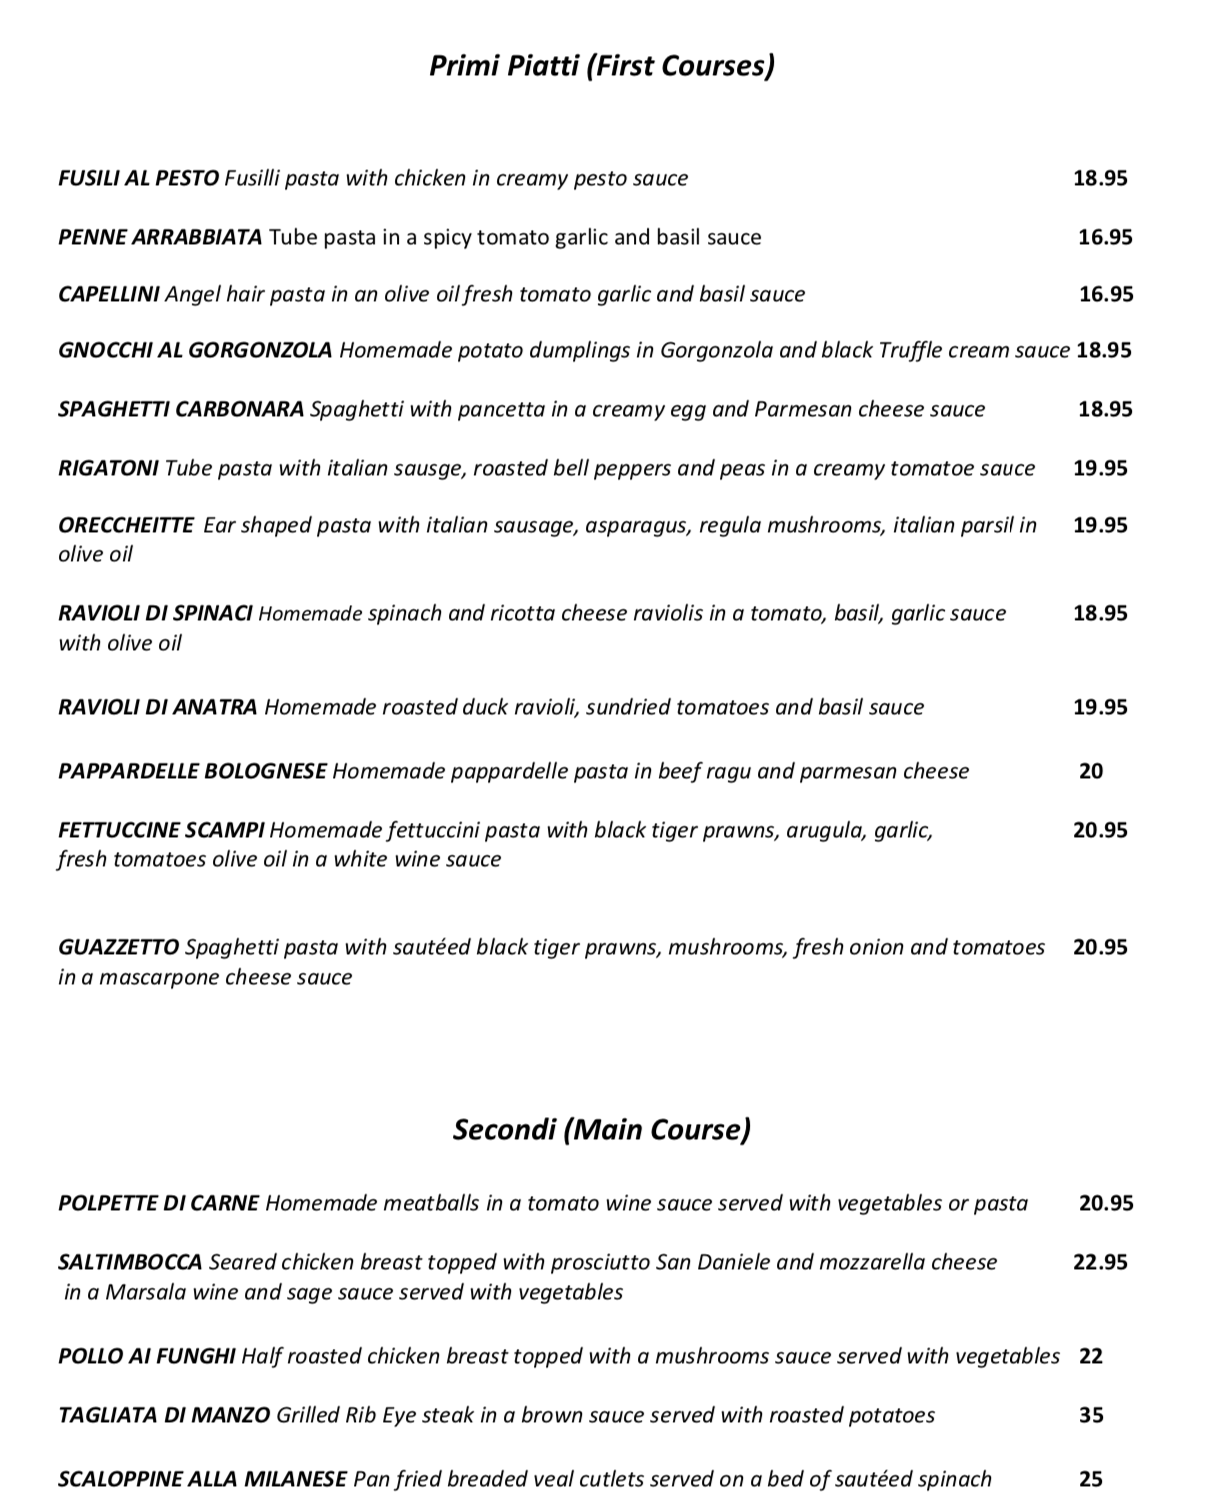 Primi Piatti (First Courses)
FUSILI AL PESTO Fusilli pasta with chicken in creamy pesto sauce 18.95
PENNE ARRABBIATA Tube pasta in a spicy tomato garlic and basil sauce 16.95
CAPELLINI Angel hair pasta in an olive oil fresh tomato garlic and basil sauce 16.95
GNOCCHI AL GORGONZOLA Homemade potato dumplings in Gorgonzola and black Truffle cream sauce 18.95
SPAGHETTI CARBONARA Spaghetti with pancetta in a creamy egg and Parmesan cheese sauce 18.95
RIGATONI Tube pasta with italian sausge, roasted bell peppers and peas in a creamy tomatoe sauce 19.95
ORECCHEITTE Ear shaped pasta with italian sausage, asparagus, regula mushrooms, italian parsil in 19.95
olive oil
RAVIOLI DI SPINACI Homemade spinach and ricotta cheese raviolis in a tomato, basil, garlic sauce 18.95
with olive oil
RAVIOLI DI ANATRA Homemade roasted duck ravioli, sundried tomatoes and basil sauce 19.95
PAPPARDELLE BOLOGNESE Homemade pappardelle pasta in beef ragu and parmesan cheese 20
FETTUCCINE SCAMPI Homemade fettuccini pasta with black tiger prawns, arugula, garlic, 20.95
fresh tomatoes olive oil in a white wine sauce
GUAZZETTO Spaghetti pasta with sautéed black tiger prawns, mushrooms, fresh onion and tomatoes 20.95
in a mascarpone cheese sauce
Secondi (Main Course)
POLPETTE DI CARNE Homemade meatballs in a tomato wine sauce served with vegetables or pasta 20.95
SALTIMBOCCA Seared chicken breast topped with prosciutto San Daniele and mozzarella cheese 22.95
in a Marsala wine and sage sauce served with vegetables
POLLO AI FUNGHI Half roasted chicken breast topped with a mushrooms sauce served with vegetables 22
TAGLIATA DI MANZO Grilled Rib Eye steak in a brown sauce served with roasted potatoes 35
SCALOPPINE ALLA MILANESE Pan fried breaded veal cutlets served on a bed of sautéed spinach 25